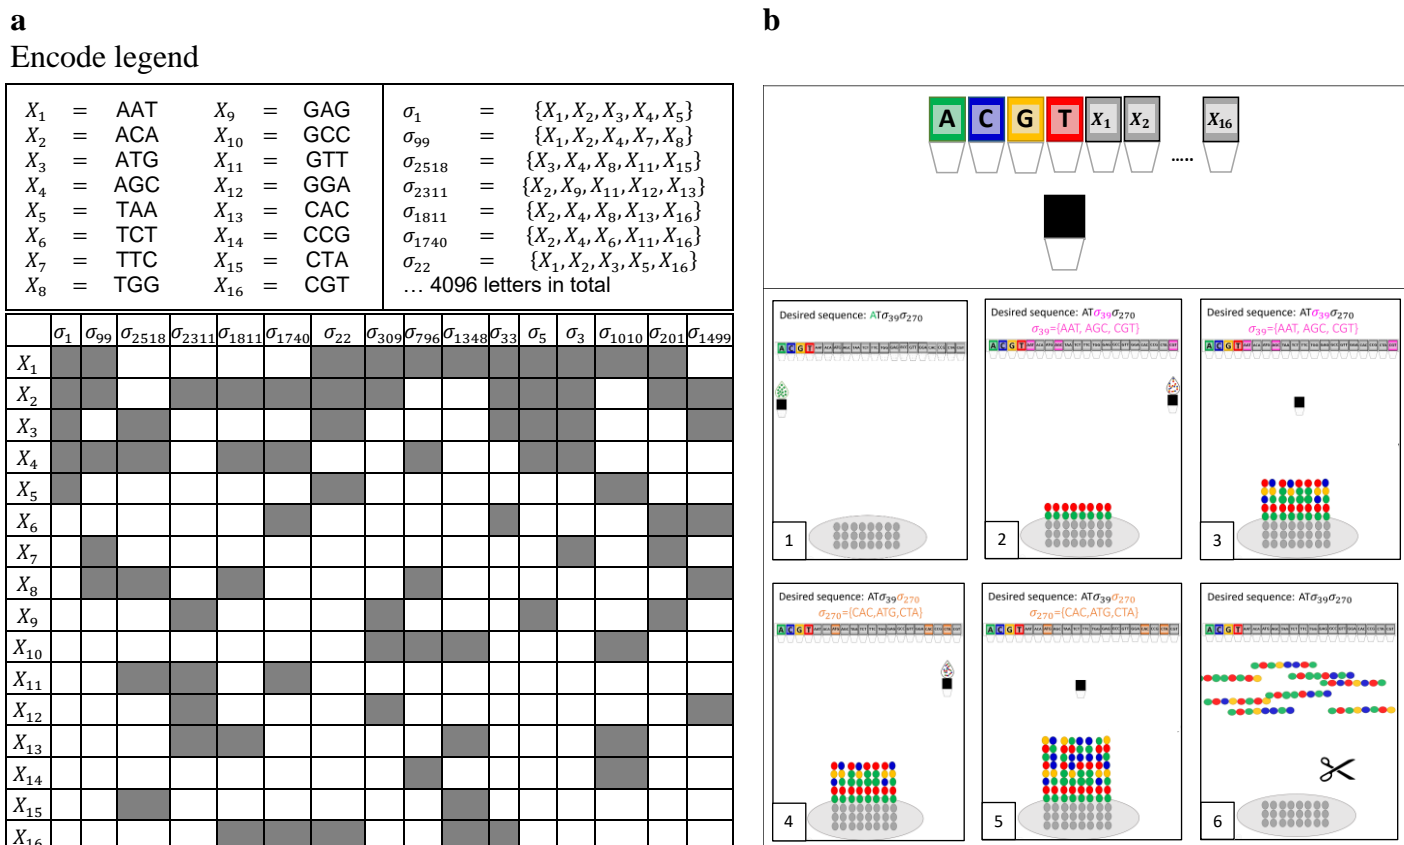 a
Encode legend
X1 = AAT X9 = GAG
X2 = ACA X10 = GCC
X3 = ATG X11 = GTT
X4 = AGC X12 = GGA
X5 = TAA X13 = CAC
X6 = TCT X14 = CCG
X7 = TTC X15 = CTA
X8 = TGG X16 = CGT
σ1 = {X1, X2, X3, X4, X5}
σ99 = {X1, X2, X4, X7, X8}
σ2518 = {X3, X4, X8, X11, X15}
σ2311 = {X2, X9, X11, X12, X13}
σ1811 = {X2, X4, X8, X13, X16}
σ1740 = {X2, X4, X6, X11, X16}
σ22 = {X1, X2, X3, X5, X16}
… 4096 letters in total
σ1 σ99 σ2518 σ2311 σ1811 σ1740 σ22 σ309 σ796 σ1348 σ33 σ5 σ3 σ1010 σ201 σ1499
X1
X2
X3
X4
X5
X6
X7
X8
X9
X10
X11
X12
X13
X14
X15
X16
b
A C G T X1 X2 ..... X16
Desired sequence: ATσ39σ270
A C G T
1
Desired sequence: ATσ39σ270
σ39={AAT, AGC, CGT}
A C G T
2
Desired sequence: ATσ39σ270
σ39={AAT, AGC, CGT}
A C G T
3
Desired sequence: ATσ39σ270
σ270={CAC,ATG,CTA}
A C G T
4
Desired sequence: ATσ39σ270
σ270={CAC,ATG,CTA}
A C G T
5
Desired sequence: ATσ39σ270
A C G T
6